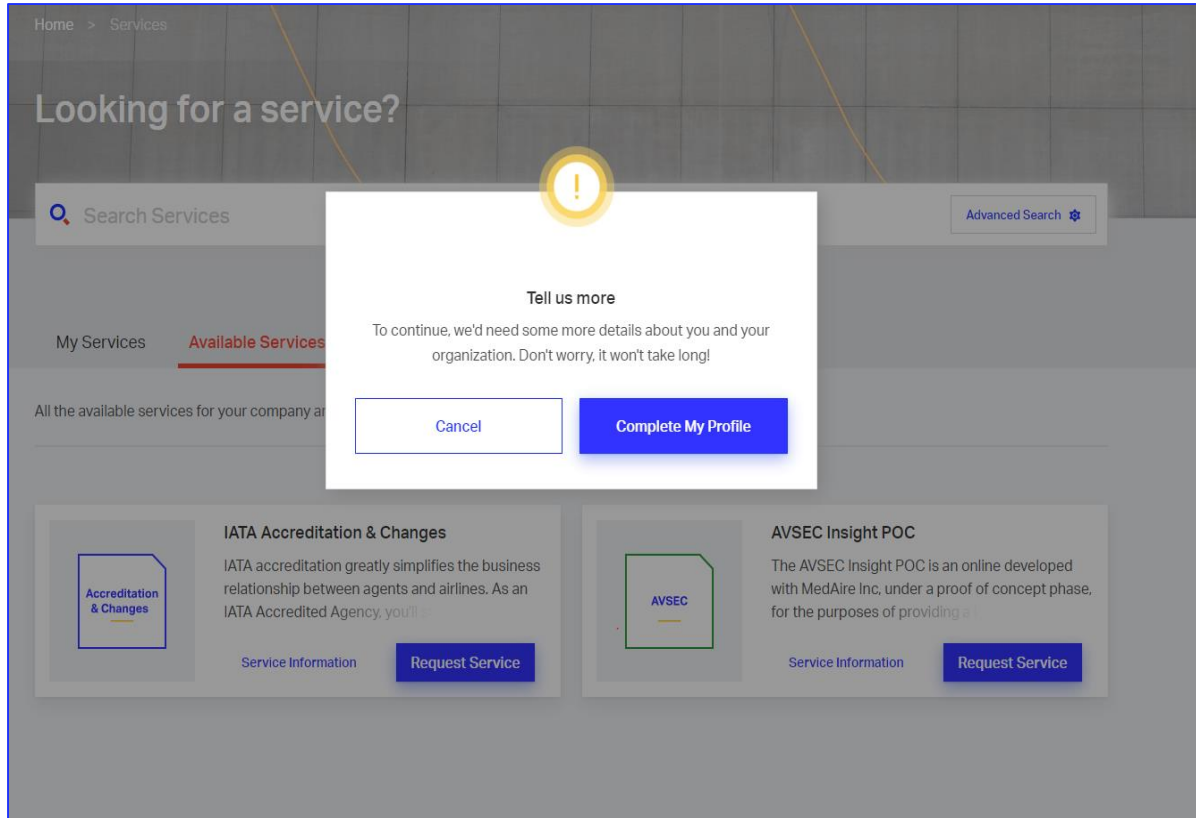 Home > Services
Looking for a service?
!
Search Services
Advanced Search
Tell us more
To continue, we'd need some more details about you and your
organization. Don't worry, it won't take long!
Cancel
Complete My Profile
My Services
Available Services
All the available services for your company
Accreditation
& Changes
IATA Accreditation & Changes
IATA accreditation greatly simplifies the business
relationship between agents and airlines. As an
IATA Accredited Agency, you'll
Service Information
Request Service
AVSEC
AVSEC Insight POC
The AVSEC Insight POC is an online developed
with MedAire Inc, under a proof of concept phase,
for the purposes of providing a
Service Information
Request Service